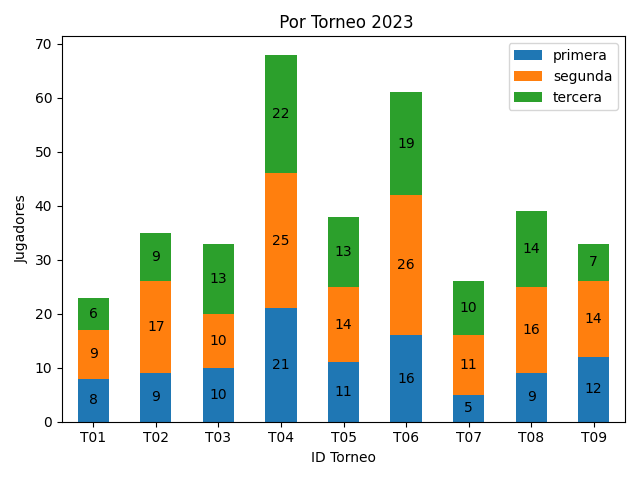 Por Torneo 2023
Jugadores
70
60
50
40
30
20
10
0
primera
segunda
tercera
6 9 13 22 13 19 10 14 7
9 17 10 25 14 26 11 16 14
8 9 10 21 11 16 5 9 12
T01 T02 T03 T04 T05 T06 T07 T08 T09
ID Torneo